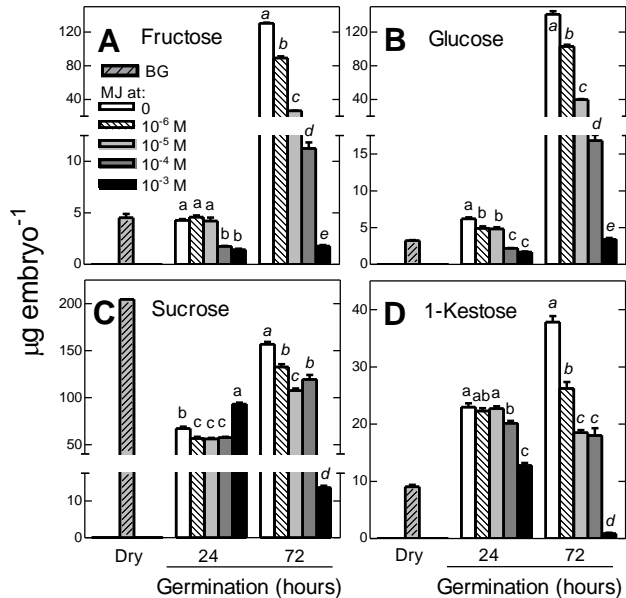 A Fructose
BG
MJ at:
0
10⁻⁶ M
10⁻⁵ M
10⁻⁴ M
10⁻³ M
120
80
40
10
5
0
a a a b b
a b c d e
B Glucose
120
80
40
10
5
0
a b b c c
a b c d e
µg embryo⁻¹
C Sucrose
200
150
100
50
10
0
b c c c a
a b c b d
D 1-Kestose
40
30
20
10
0
a ab a b c
a b c c d
Dry 24 72
Germination (hours)
Dry 24 72
Germination (hours)